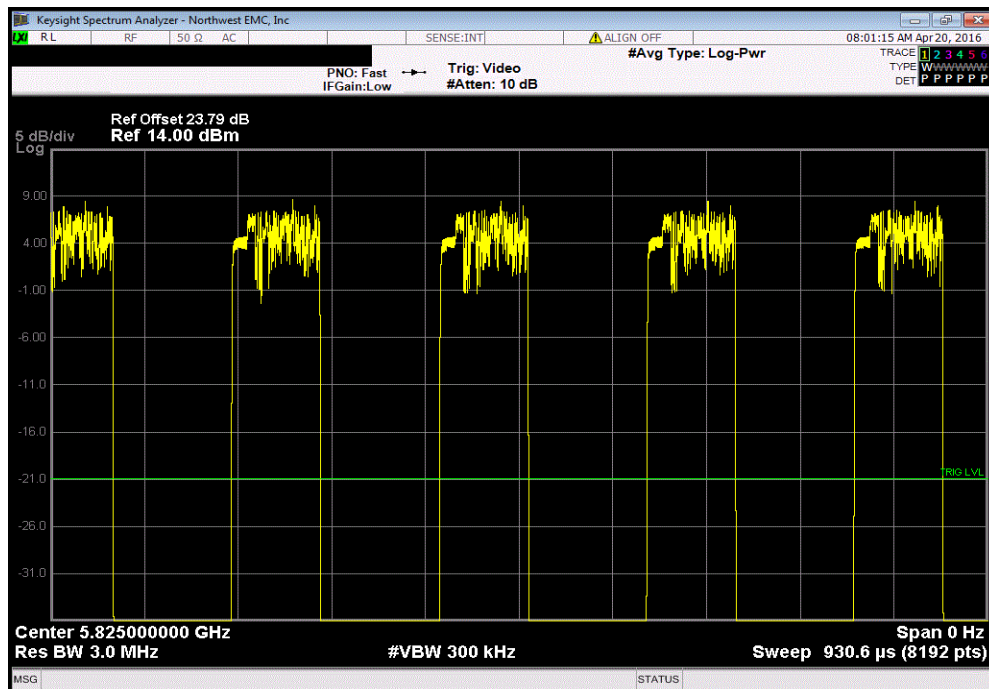 Keysight Spectrum Analyzer - Northwest EMC, Inc
LXI RL RF 50 Ω AC SENSE:INT ALIGN OFF 08:01:15 AM Apr 20, 2016
#Avg Type: Log-Pwr
TRACE 1 2 3 4 5 6
TYPE WWWWWW
DET P P P P P P
PNO: Fast
IFGain:Low
Trig: Video
#Atten: 10 dB
Ref Offset 23.79 dB
5 dB/div Ref 14.00 dBm
Log
9.00
4.00
-1.00
-6.00
-11.0
-16.0
-21.0
TRIG LVL
-26.0
-31.0
Center 5.825000000 GHz Span 0 Hz
Res BW 3.0 MHz #VBW 300 kHz Sweep 930.6 µs (8192 pts)
MSG STATUS